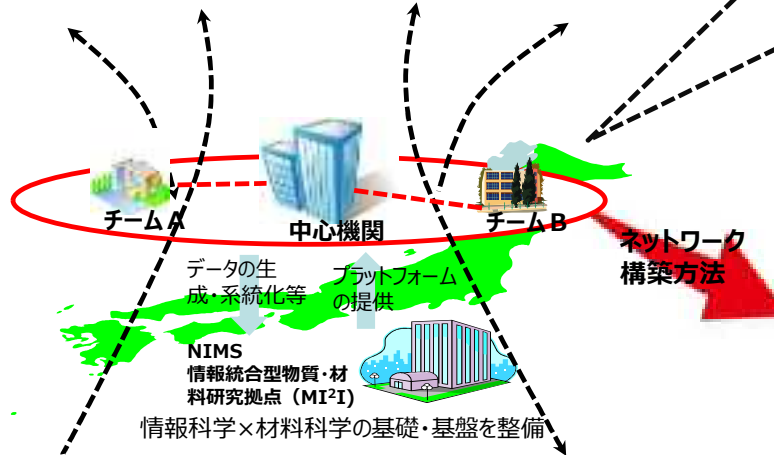 チームA
中心機関
チームB
ネットワーク
構築方法
データの生
成・系統化等
プラットフォーム
の提供
NIMS
情報統合型物質・材
料研究拠点（MI²I)
情報科学×材料科学の基礎・基盤を整備